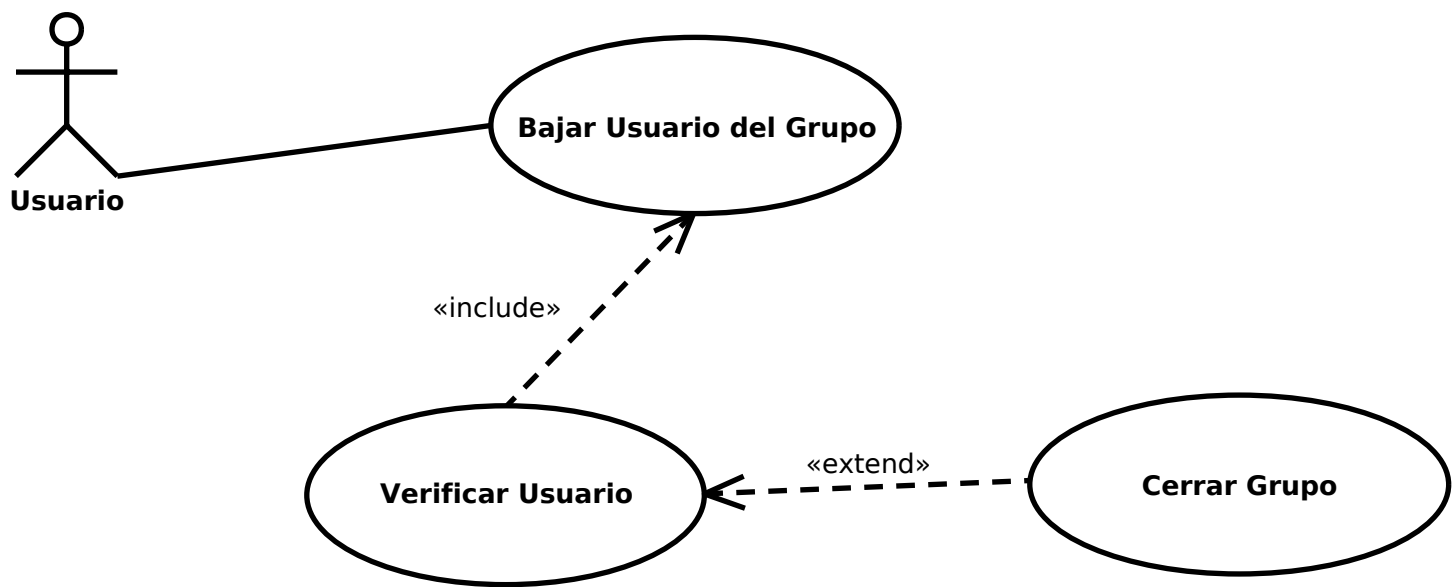 Bajar Usuario del Grupo
Usuario
«include»
«extend»
Verificar Usuario
Cerrar Grupo